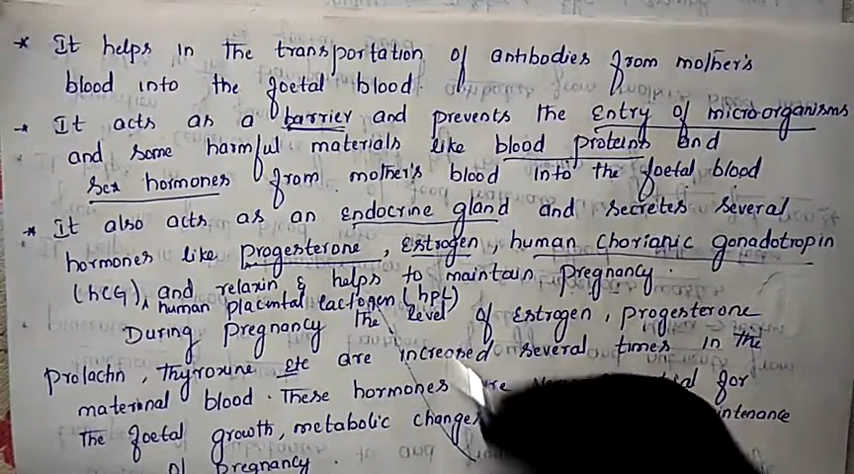 * It helps in the transportation of antibodies from mother's
blood into the foetal blood.
* It acts as a barrier and prevents the entry of microorganisms
and some harmful materials like blood proteins and
sex hormones from mother's blood into the foetal blood
* It also acts as an endocrine gland and secretes several
hormones like progesterone, estrogen, human chorianic gonadotropin
(hCG), and relaxin & helps to maintain pregnancy.
human placintal lactogen (hpL)
During pregnancy the level of Estrogen, progesterone
prolactin, Thyroxine etc are increased several times in the
maternal blood. These hormones for
the foetal growth, metabolic changes
of pregnancy.